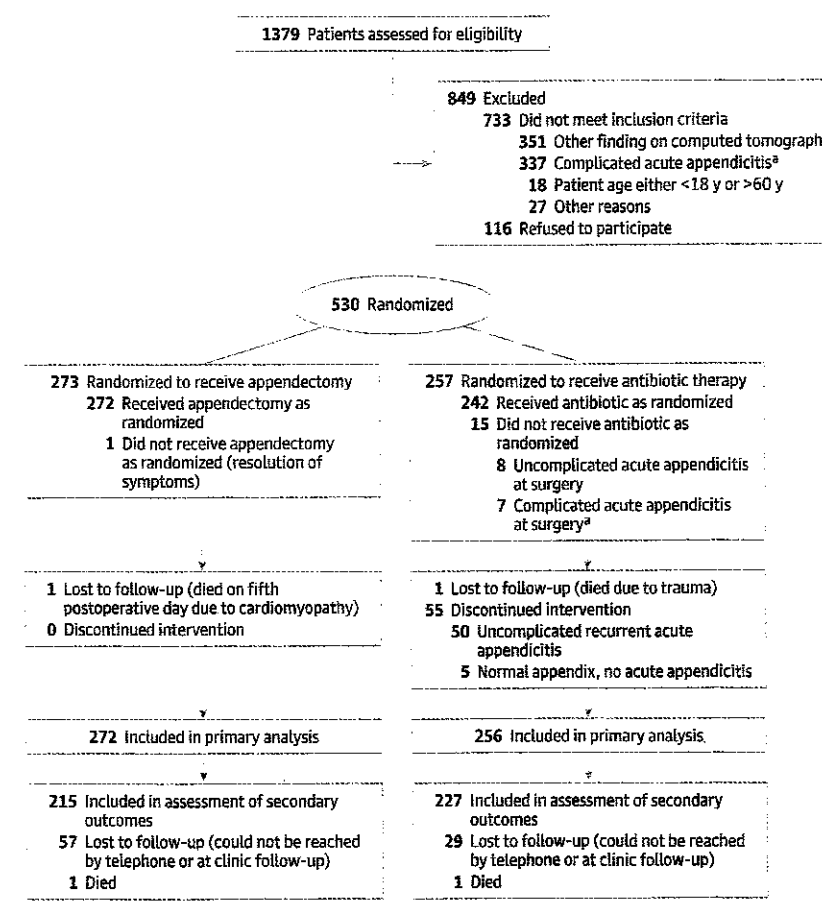 1379 Patients assessed for eligibility
849 Excluded
733 Did not meet inclusion criteria
351 Other finding on computed tomograph
337 Complicated acute appendicitisᵃ
18 Patient age either <18 y or >60 y
27 Other reasons
116 Refused to participate
530 Randomized
273 Randomized to receive appendectomy
272 Received appendectomy as
randomized
1 Did not receive appendectomy
as randomized (resolution of
symptoms)
257 Randomized to receive antibiotic therapy
242 Received antibiotic as randomized
15 Did not receive antibiotic as
randomized
8 Uncomplicated acute appendicitis
at surgery
7 Complicated acute appendicitis
at surgeryᵃ
1 Lost to follow-up (died on fifth
postoperative day due to cardiomyopathy)
0 Discontinued intervention
1 Lost to follow-up (died due to trauma)
55 Discontinued intervention
50 Uncomplicated recurrent acute
appendicitis
5 Normal appendix, no acute appendicitis
272 Included in primary analysis
256 Included in primary analysis
215 Included in assessment of secondary
outcomes
57 Lost to follow-up (could not be reached
by telephone or at clinic follow-up)
1 Died
227 Included in assessment of secondary
outcomes
29 Lost to follow-up (could not be reached
by telephone or at clinic follow-up)
1 Died